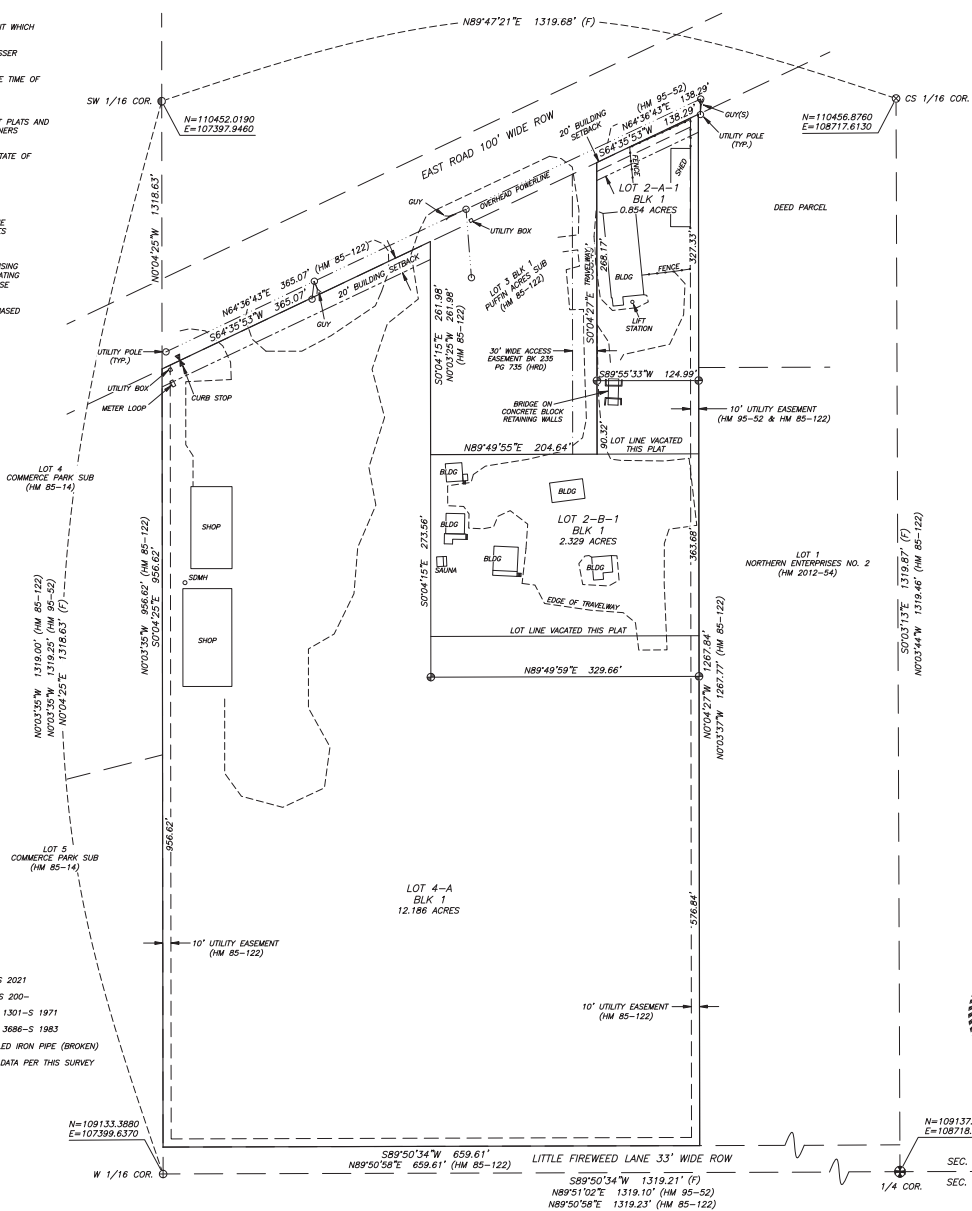 T WHICH
SSER
E TIME OF
T PLATS AND
NERS
TATE OF
E
ES
SING
ATING
SE
ASED
N89°47'21"E 1319.68' (F)
SW 1/16 COR.
N=110452.0190
E=107397.9460
CS 1/16 COR.
N=110456.8760
E=108717.6130
EAST ROAD 100' WIDE ROW
20' BUILDING
SETBACK
(HM 95-52)
N64°36'43"E 138.29'
S64°35'53"W 138.29'
GUY(S)
UTILITY POLE
(TYP.)
FENCE
SHED
LOT 2-A-1
BLK 1
0.854 ACRES
DEED PARCEL
N0°04'25"W 1318.63'
GUY
OVERHEAD POWERLINE
UTILITY BOX
LOT 3 BLK 1
PUFFIN ACRES SUB
(HM 85-122)
268.17'
327.33'
BLDG
FENCE
LIFT
STATION
N64°36'43"E 365.07' (HM 85-122)
S64°35'53"W 365.07'
20' BUILDING SETBACK
GUY
S0°04'15"E 261.98'
N0°03'25"W 261.98'
(HM 85-122)
S0°04'27"E
TRAVELWAY
UTILITY POLE
(TYP.)
UTILITY BOX
METER LOOP
CURB STOP
30' WIDE ACCESS
EASEMENT BK 235
PG 735 (HRD)
S89°55'33"W 124.99'
BRIDGE ON
CONCRETE BLOCK
RETAINING WALLS
90.32'
10' UTILITY EASEMENT
(HM 95-52 & HM 85-122)
LOT LINE VACATED
THIS PLAT
N89°49'55"E 204.64'
LOT 4
COMMERCE PARK SUB
(HM 85-14)
SHOP
BLDG
BLDG
BLDG
SAUNA
BLDG
BLDG
LOT 2-B-1
BLK 1
2.329 ACRES
363.68'
S0°04'15"E 273.56'
EDGE OF TRAVELWAY
LOT LINE VACATED THIS PLAT
N89°49'59"E 329.66'
SDMH
SHOP
N0°03'35"W 956.62' (HM 85-122)
S0°04'25"E 956.62'
N0°03'35"W 1319.00' (HM 85-122)
N0°03'35"W 1319.25' (HM 95-52)
N0°04'25"E 1318.63' (F)
LOT 1
NORTHERN ENTERPRISES NO. 2
(HM 2012-54)
S0°03'13"E 1319.87' (F)
N0°03'44"W 1319.46' (HM 85-122)
N0°04'27"W 1267.84'
N0°03'37"W 1267.77' (HM 85-122)
956.62'
LOT 5
COMMERCE PARK SUB
(HM 85-14)
LOT 4-A
BLK 1
12.186 ACRES
576.84'
10' UTILITY EASEMENT
(HM 85-122)
10' UTILITY EASEMENT
(HM 85-122)
S 2021
S 200-
1301-S 1971
3686-S 1983
ED IRON PIPE (BROKEN)
DATA PER THIS SURVEY
N=109133.3880
E=107399.6370
W 1/16 COR.
S89°50'34"W 659.61'
N89°50'58"E 659.61' (HM 85-122)
LITTLE FIREWEED LANE 33' WIDE ROW
S89°50'34"W 1319.21' (F)
N89°51'02"E 1319.10' (HM 95-52)
N89°50'58"E 1319.23' (HM 85-122)
N=109137.
E=108718.
1/4 COR.
SEC.
SEC.